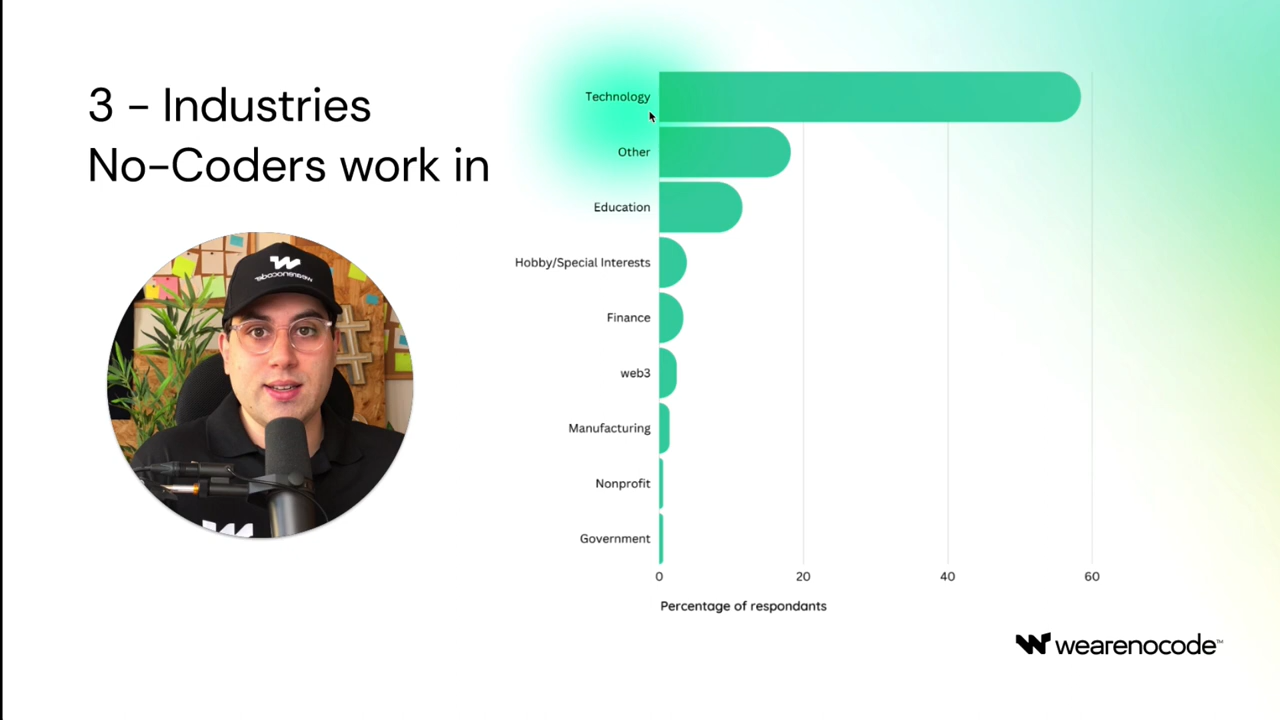 3 - Industries
No-Coders work in
Technology
Other
Education
Hobby/Special Interests
Finance
web3
Manufacturing
Nonprofit
Government
0 20 40 60
Percentage of respondants
wearenocode™